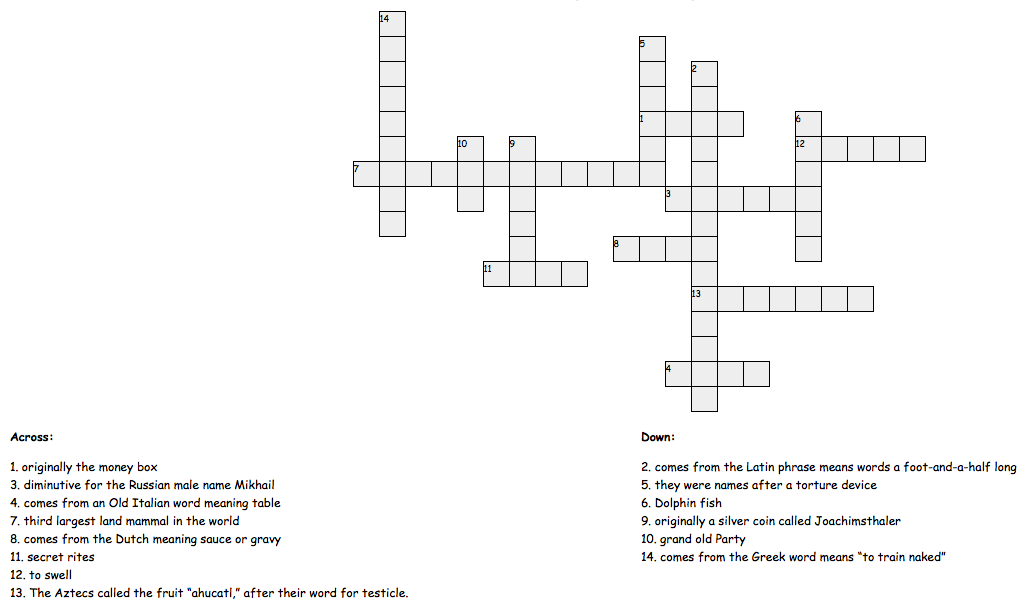 14
5
2
1
6
10
9
12
7
3
8
11
13
4
Across:
1. originally the money box
3. diminutive for the Russian male name Mikhail
4. comes from an Old Italian word meaning table
7. third largest land mammal in the world
8. comes from the Dutch meaning sauce or gravy
11. secret rites
12. to swell
13. The Aztecs called the fruit “ahucatl,” after their word for testicle.
Down:
2. comes from the Latin phrase means words a foot-and-a-half long
5. they were names after a torture device
6. Dolphin fish
9. originally a silver coin called Joachimsthaler
10. grand old Party
14. comes from the Greek word means “to train naked”